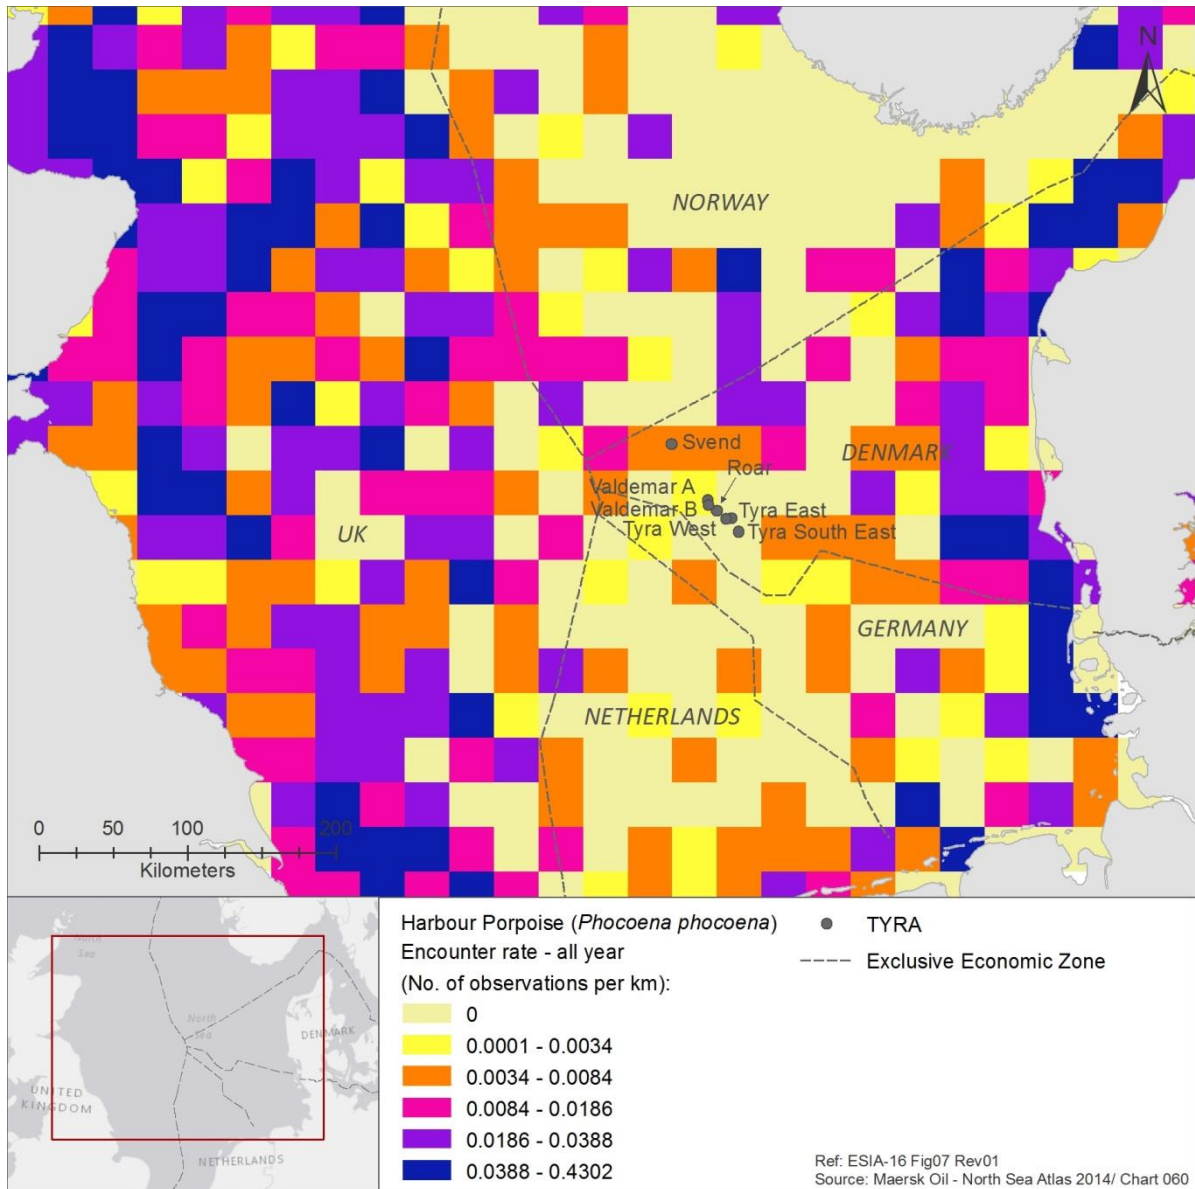 N
NORWAY
Svend
DENMARK
Roar
Valdemar A
Valdemar B
Tyra East
Tyra West
Tyra South East
UK
GERMANY
NETHERLANDS
0 50 100 200
Kilometers
North
Sea
North
Sea
DENMARK
UNITED
KINGDOM
NETHERLANDS
Harbour Porpoise (Phocoena phocoena)
Encounter rate - all year
(No. of observations per km):
0
0.0001 - 0.0034
0.0034 - 0.0084
0.0084 - 0.0186
0.0186 - 0.0388
0.0388 - 0.4302
TYRA
Exclusive Economic Zone
Ref: ESIA-16 Fig07 Rev01
Source: Maersk Oil - North Sea Atlas 2014/ Chart 060